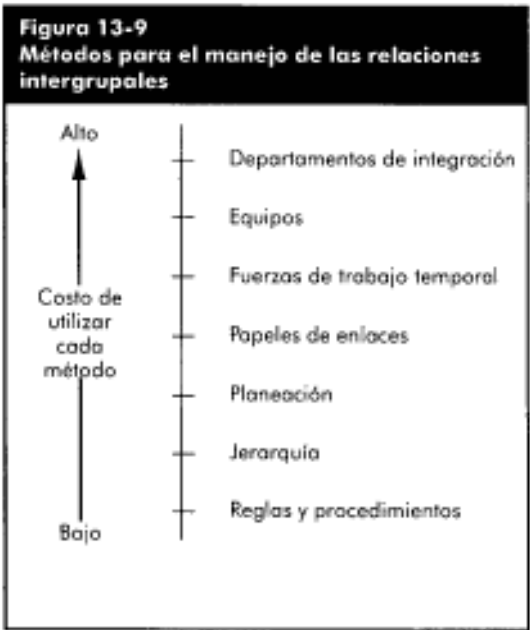 Figura 13-9
Métodos para el manejo de las relaciones
intergrupales
Alto
Departamentos de integración
Equipos
Fuerzas de trabajo temporal
Costo de
utilizar
cada
método
Papeles de enlaces
Planeación
Jerarquía
Reglas y procedimientos
Bajo